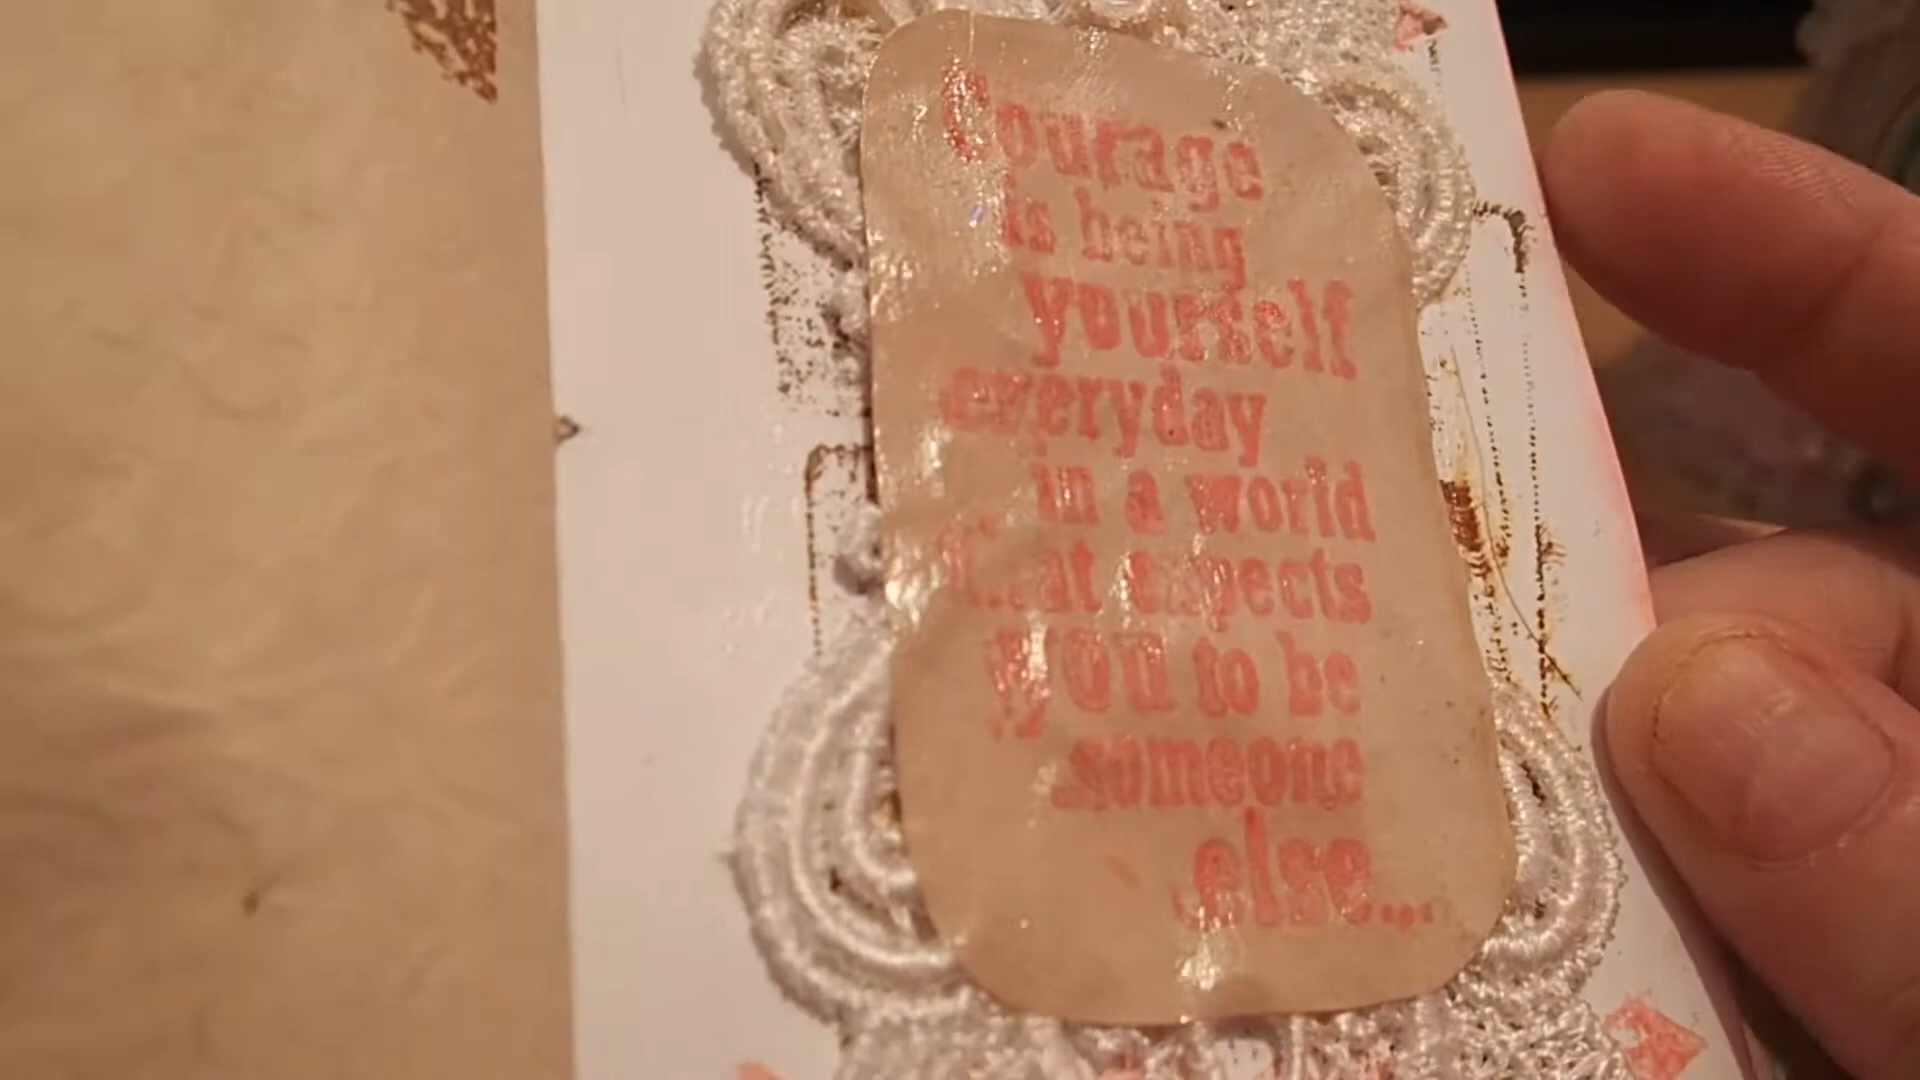 Courage
is being
yourself
everyday
in a world
that expects
you to be
someone
else...